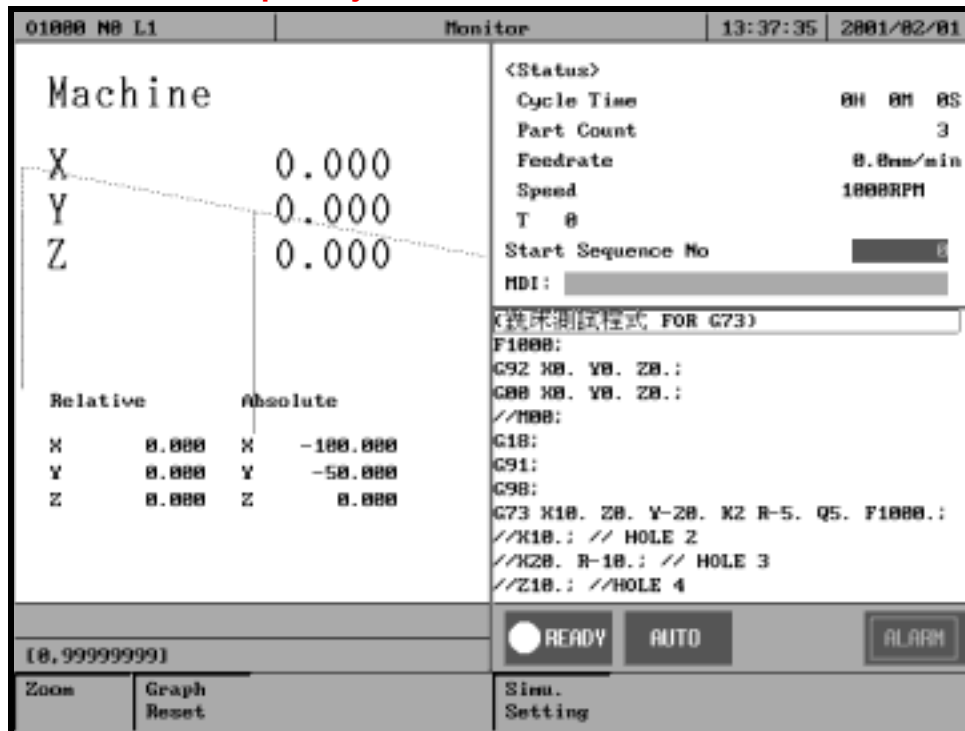 O1000 N0 L1 Monitor 13:37:35 2001/02/01
Machine
X 0.000
Y 0.000
Z 0.000
Relative Absolute
X 0.000 X -100.000
Y 0.000 Y -50.000
Z 0.000 Z 0.000
<Status>
Cycle Time 0H 0M 0S
Part Count 3
Feedrate 0.0mm/min
Speed 1000RPM
T 0
Start Sequence No 0
MDI:
(銑床測試程式 FOR G73)
F1000;
G92 X0. Y0. Z0.;
G00 X0. Y0. Z0.;
//M00;
G18;
G91;
G98;
G73 X10. Z0. Y-20. K2 R-5. Q5. F1000.;
//X10.; // HOLE 2
//X20. R-10.; // HOLE 3
//Z10.; //HOLE 4
READY AUTO ALARM
[0,99999999]
Zoom Graph Reset Simu. Setting